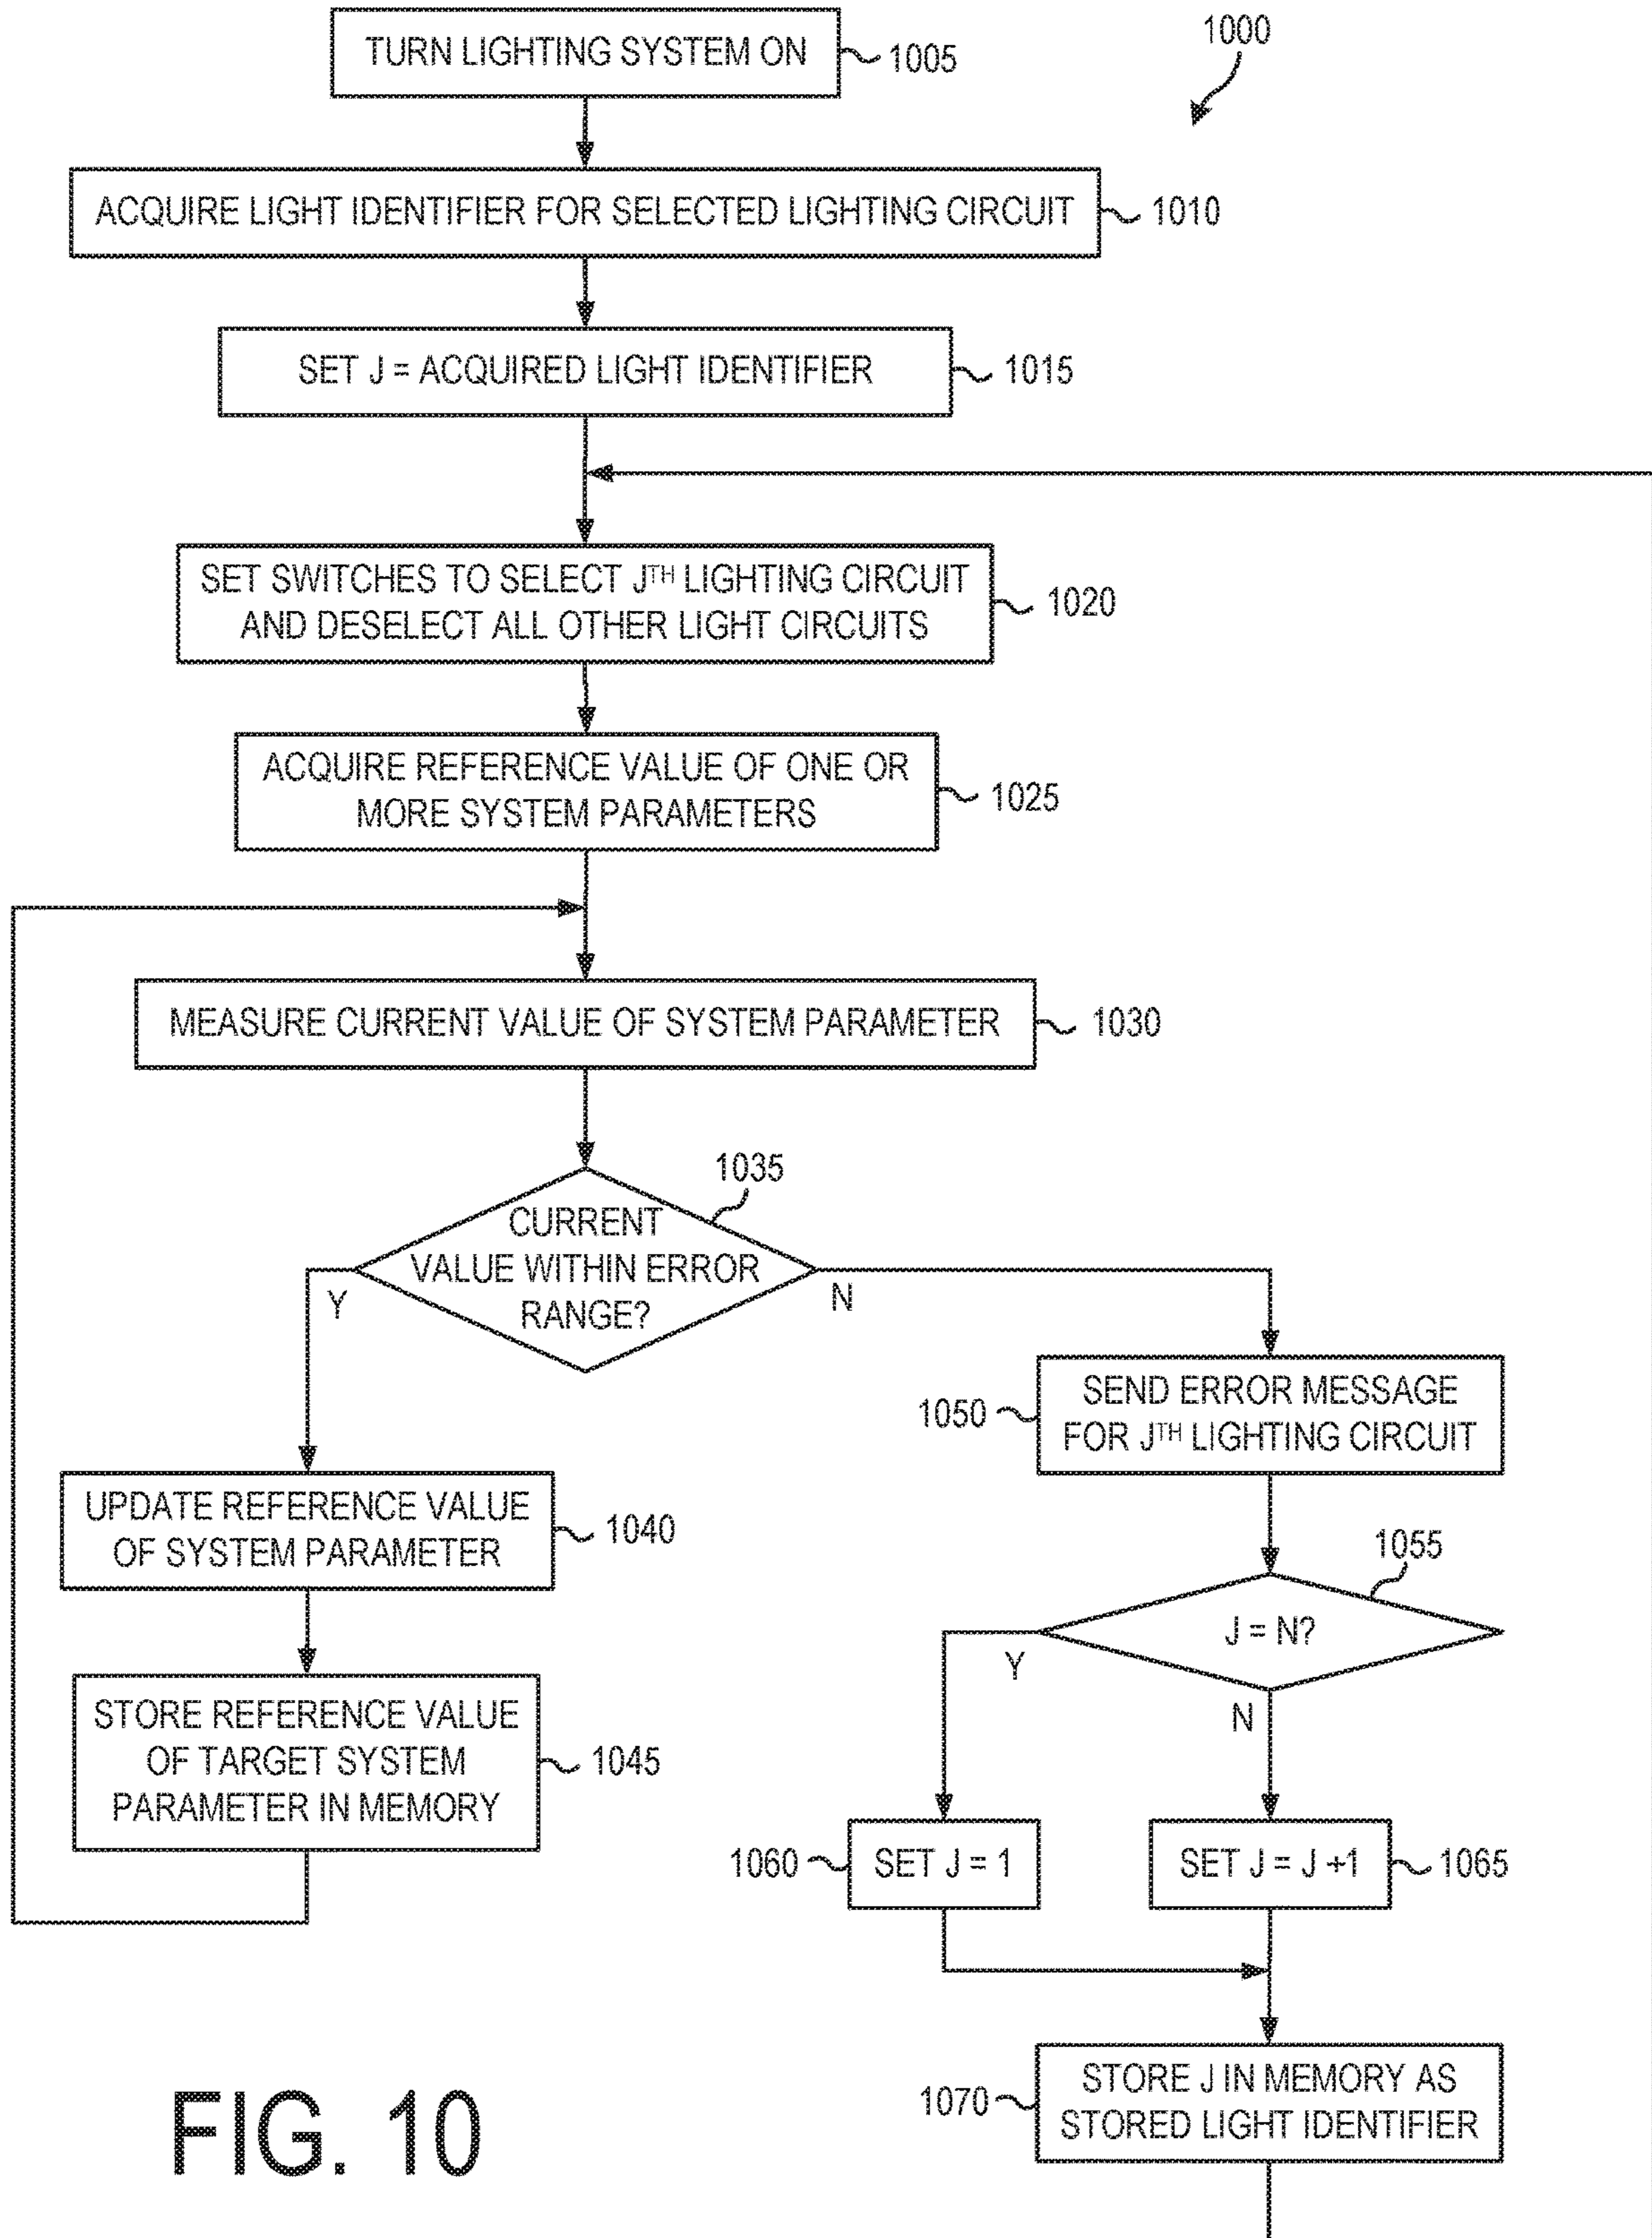 TURN LIGHTING SYSTEM ON
1005
1000
ACQUIRE LIGHT IDENTIFIER FOR SELECTED LIGHTING CIRCUIT
1010
SET J = ACQUIRED LIGHT IDENTIFIER
1015
SET SWITCHES TO SELECT JTH LIGHTING CIRCUIT
AND DESELECT ALL OTHER LIGHT CIRCUITS
1020
ACQUIRE REFERENCE VALUE OF ONE OR
MORE SYSTEM PARAMETERS
1025
MEASURE CURRENT VALUE OF SYSTEM PARAMETER
1030
1035
CURRENT
VALUE WITHIN ERROR
RANGE?
Y
N
SEND ERROR MESSAGE
FOR JTH LIGHTING CIRCUIT
1050
UPDATE REFERENCE VALUE
OF SYSTEM PARAMETER
1040
1055
J = N?
Y
N
STORE REFERENCE VALUE
OF TARGET SYSTEM
PARAMETER IN MEMORY
1045
1060
SET J = 1
SET J = J +1
1065
STORE J IN MEMORY AS
STORED LIGHT IDENTIFIER
1070
FIG. 10